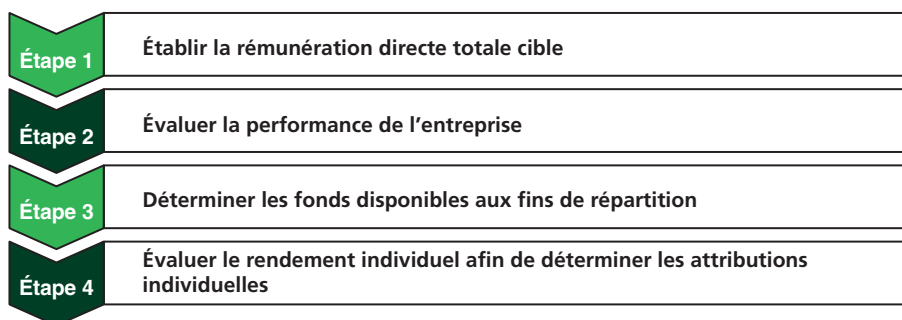 Étape 1
Établir la rémunération directe totale cible
Étape 2
Évaluer la performance de l'entreprise
Étape 3
Déterminer les fonds disponibles aux fins de répartition
Étape 4
Évaluer le rendement individuel afin de déterminer les attributions
individuelles